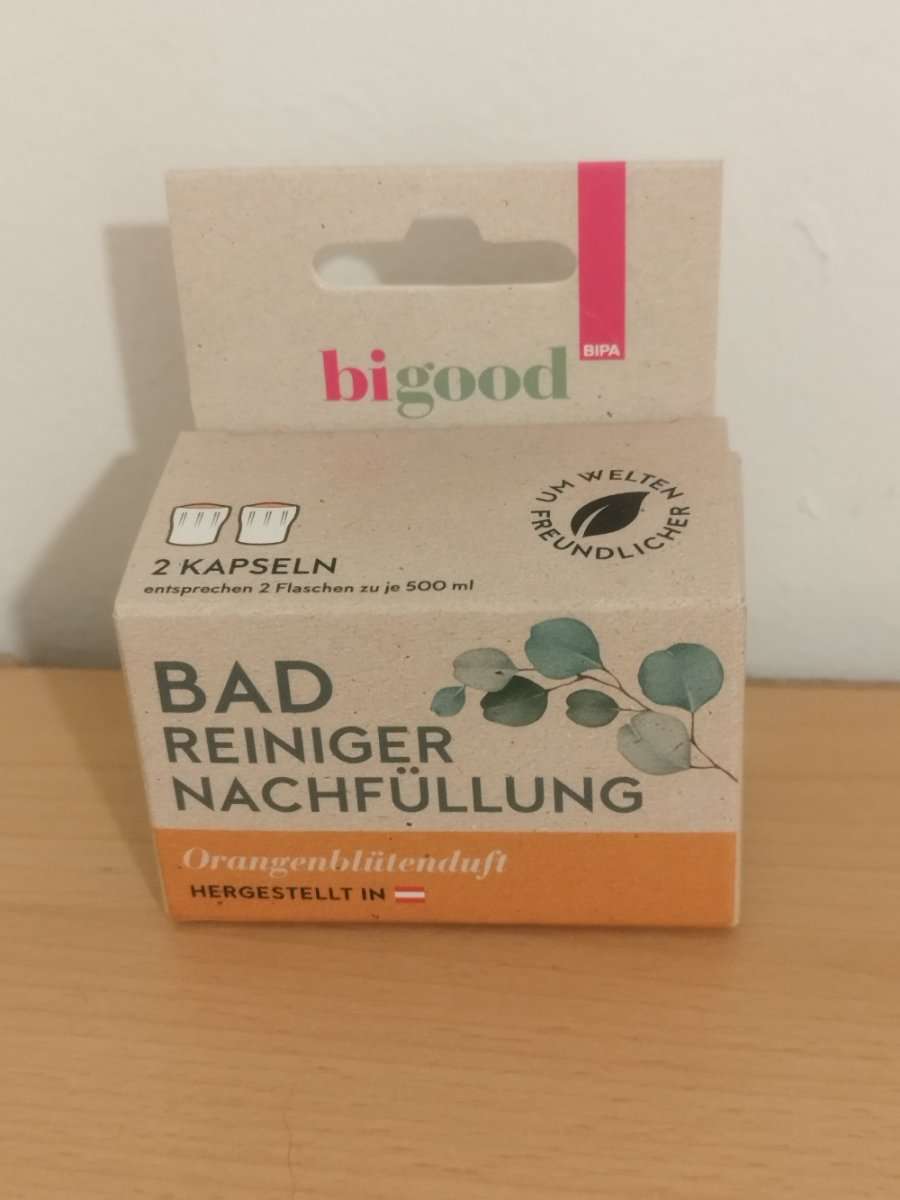 BIPA
bigood
UM WELTEN
FREUNDLICHER
2 KAPSELN
entsprechen 2 Flaschen zu je 500 ml
BAD
REINIGER
NACHFÜLLUNG
Orangenblütenduft
HERGESTELLT IN